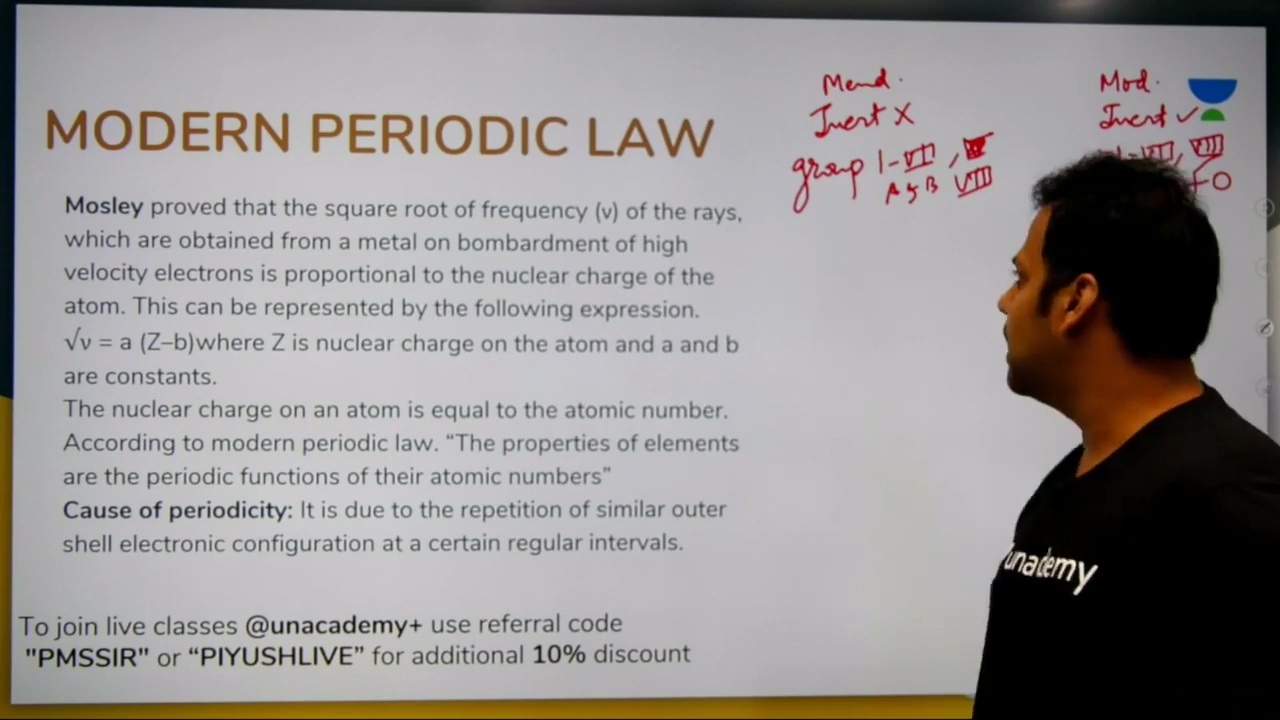 MODERN PERIODIC LAW
Mosley proved that the square root of frequency (ν) of the rays,
which are obtained from a metal on bombardment of high
velocity electrons is proportional to the nuclear charge of the
atom. This can be represented by the following expression.
√ν = a (Z–b)where Z is nuclear charge on the atom and a and b
are constants.
The nuclear charge on an atom is equal to the atomic number.
According to modern periodic law. “The properties of elements
are the periodic functions of their atomic numbers”
Cause of periodicity: It is due to the repetition of similar outer
shell electronic configuration at a certain regular intervals.
To join live classes @unacademy+ use referral code
"PMSSIR" or “PIYUSHLIVE” for additional 10% discount
Mend.
Inert X
group I-VII,
A & B VIII
Mod.
Inert ✓
VII, VIII
+0
unademy